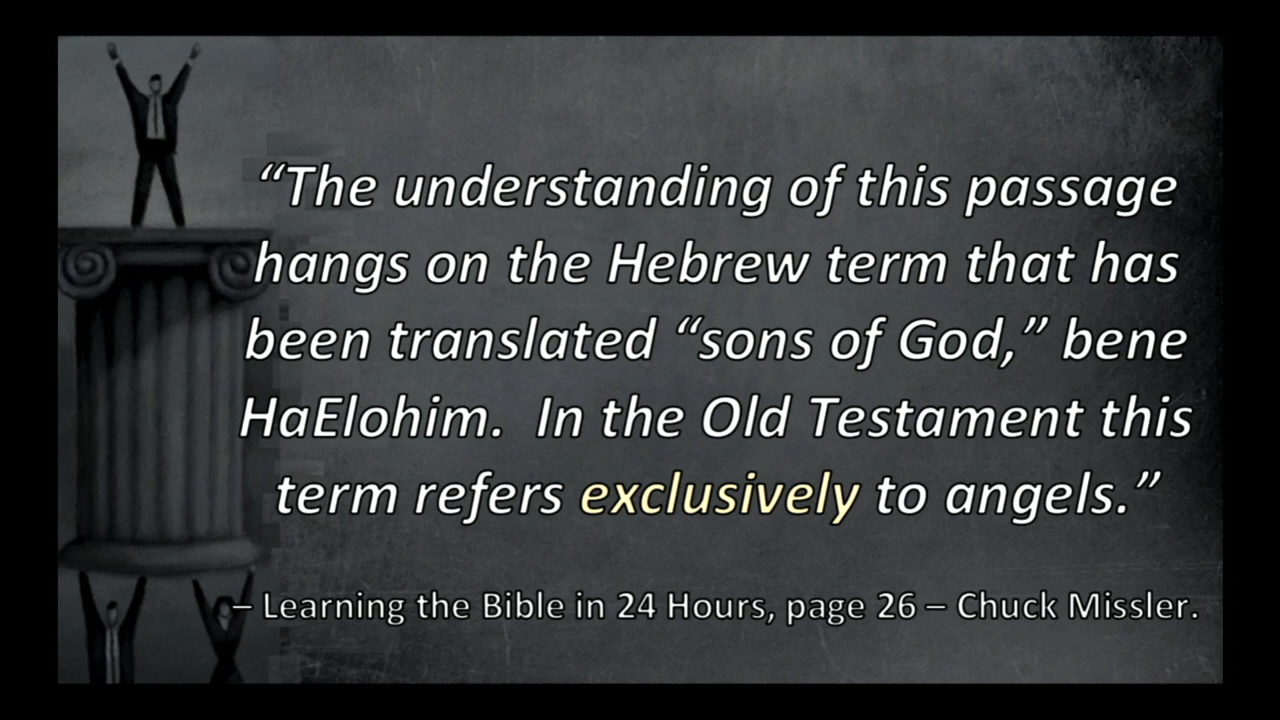 “The understanding of this passage
hangs on the Hebrew term that has
been translated “sons of God,” bene
HaElohim.  In the Old Testament this
term refers exclusively to angels.”
– Learning the Bible in 24 Hours, page 26 – Chuck Missler.